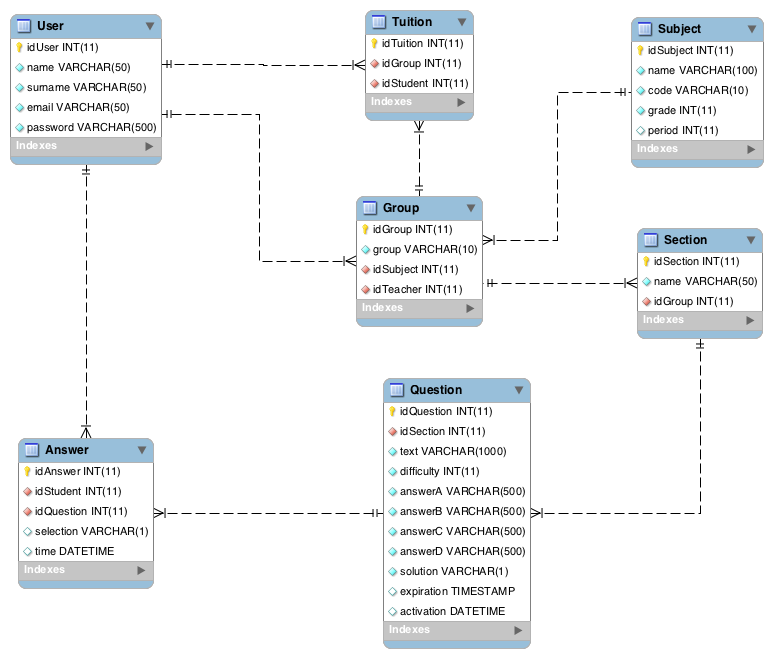 User
idUser INT(11)
name VARCHAR(50)
surname VARCHAR(50)
email VARCHAR(50)
password VARCHAR(500)
Indexes
Tuition
idTuition INT(11)
idGroup INT(11)
idStudent INT(11)
Indexes
Subject
idSubject INT(11)
name VARCHAR(100)
code VARCHAR(10)
grade INT(11)
period INT(11)
Indexes
Group
idGroup INT(11)
group VARCHAR(10)
idSubject INT(11)
idTeacher INT(11)
Indexes
Section
idSection INT(11)
name VARCHAR(50)
idGroup INT(11)
Indexes
Question
idQuestion INT(11)
idSection INT(11)
text VARCHAR(1000)
difficulty INT(11)
answerA VARCHAR(500)
answerB VARCHAR(500)
answerC VARCHAR(500)
answerD VARCHAR(500)
solution VARCHAR(1)
expiration TIMESTAMP
activation DATETIME
Indexes
Answer
idAnswer INT(11)
idStudent INT(11)
idQuestion INT(11)
selection VARCHAR(1)
time DATETIME
Indexes